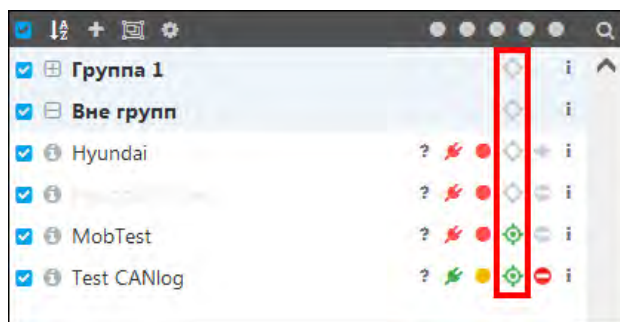 Группа 1 i
Вне групп i
Hyundai ? i
? i
MobTest ? i
Test CANlog ? i